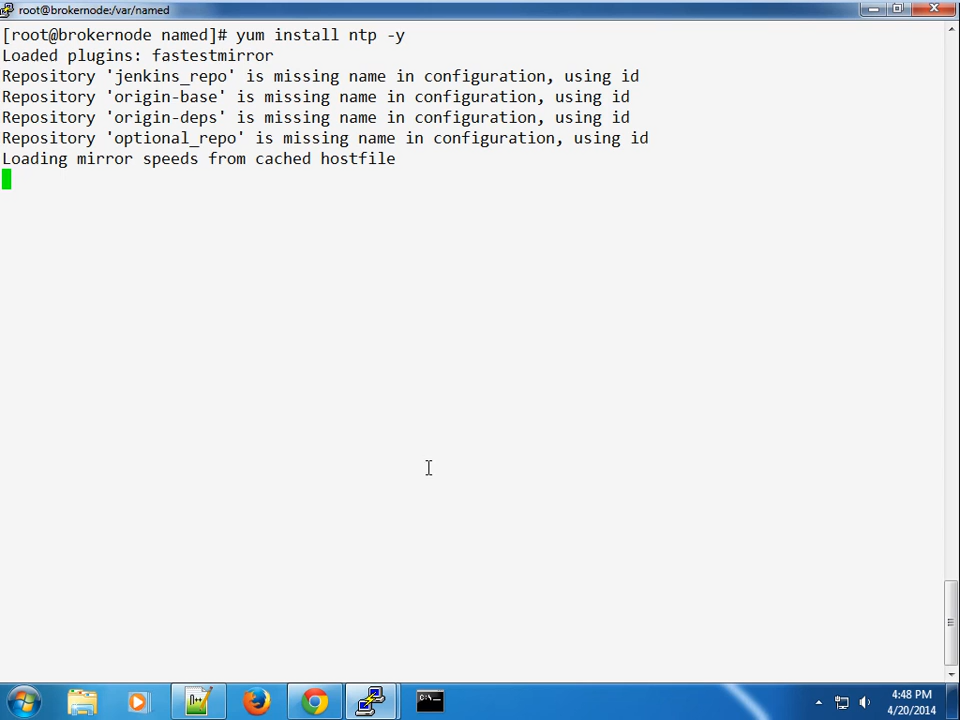 root@brokernode:/var/named
[root@brokernode named]# yum install ntp -y
Loaded plugins: fastestmirror
Repository 'jenkins_repo' is missing name in configuration, using id
Repository 'origin-base' is missing name in configuration, using id
Repository 'origin-deps' is missing name in configuration, using id
Repository 'optional_repo' is missing name in configuration, using id
Loading mirror speeds from cached hostfile
4:48 PM
4/20/2014